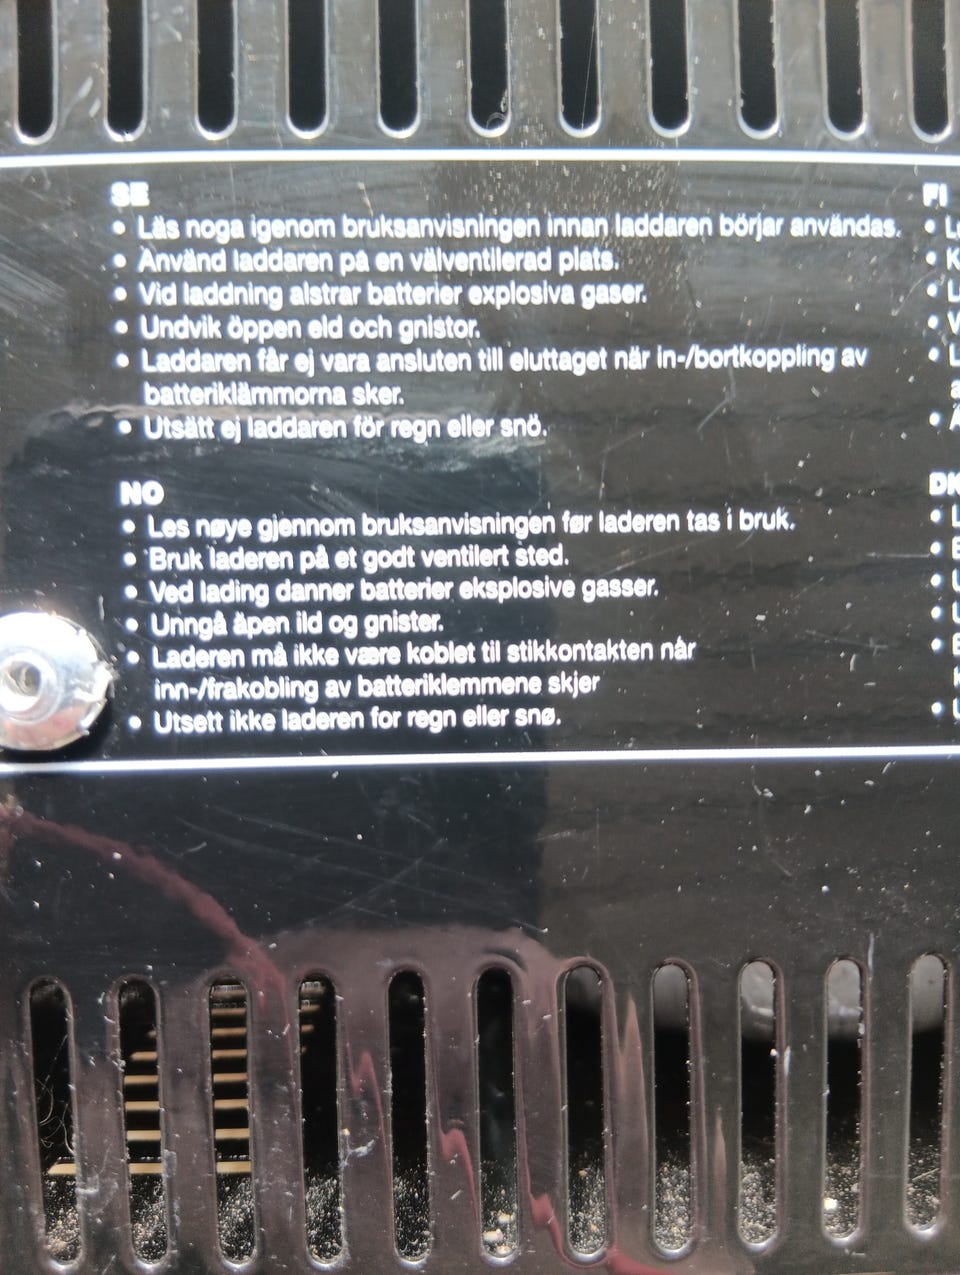 SE
• Läs noga igenom bruksanvisningen innan laddaren börjar användas.
• Använd laddaren på en välventilerad plats.
• Vid laddning alstrar batterier explosiva gaser.
• Undvik öppen eld och gnistor.
• Laddaren får ej vara ansluten till eluttaget när in-/bortkoppling av
batteriklämmorna sker.
• Utsätt ej laddaren för regn eller snö.
NO
• Les nøye gjennom bruksanvisningen før laderen tas i bruk.
• Bruk laderen på et godt ventilert sted.
• Ved lading danner batterier eksplosive gasser.
• Unngå åpen ild og gnister.
• Laderen må ikke være koblet til stikkontakten når
inn-/frakobling av batteriklemmene skjer
• Utsett ikke laderen for regn eller snø.
FI
DK